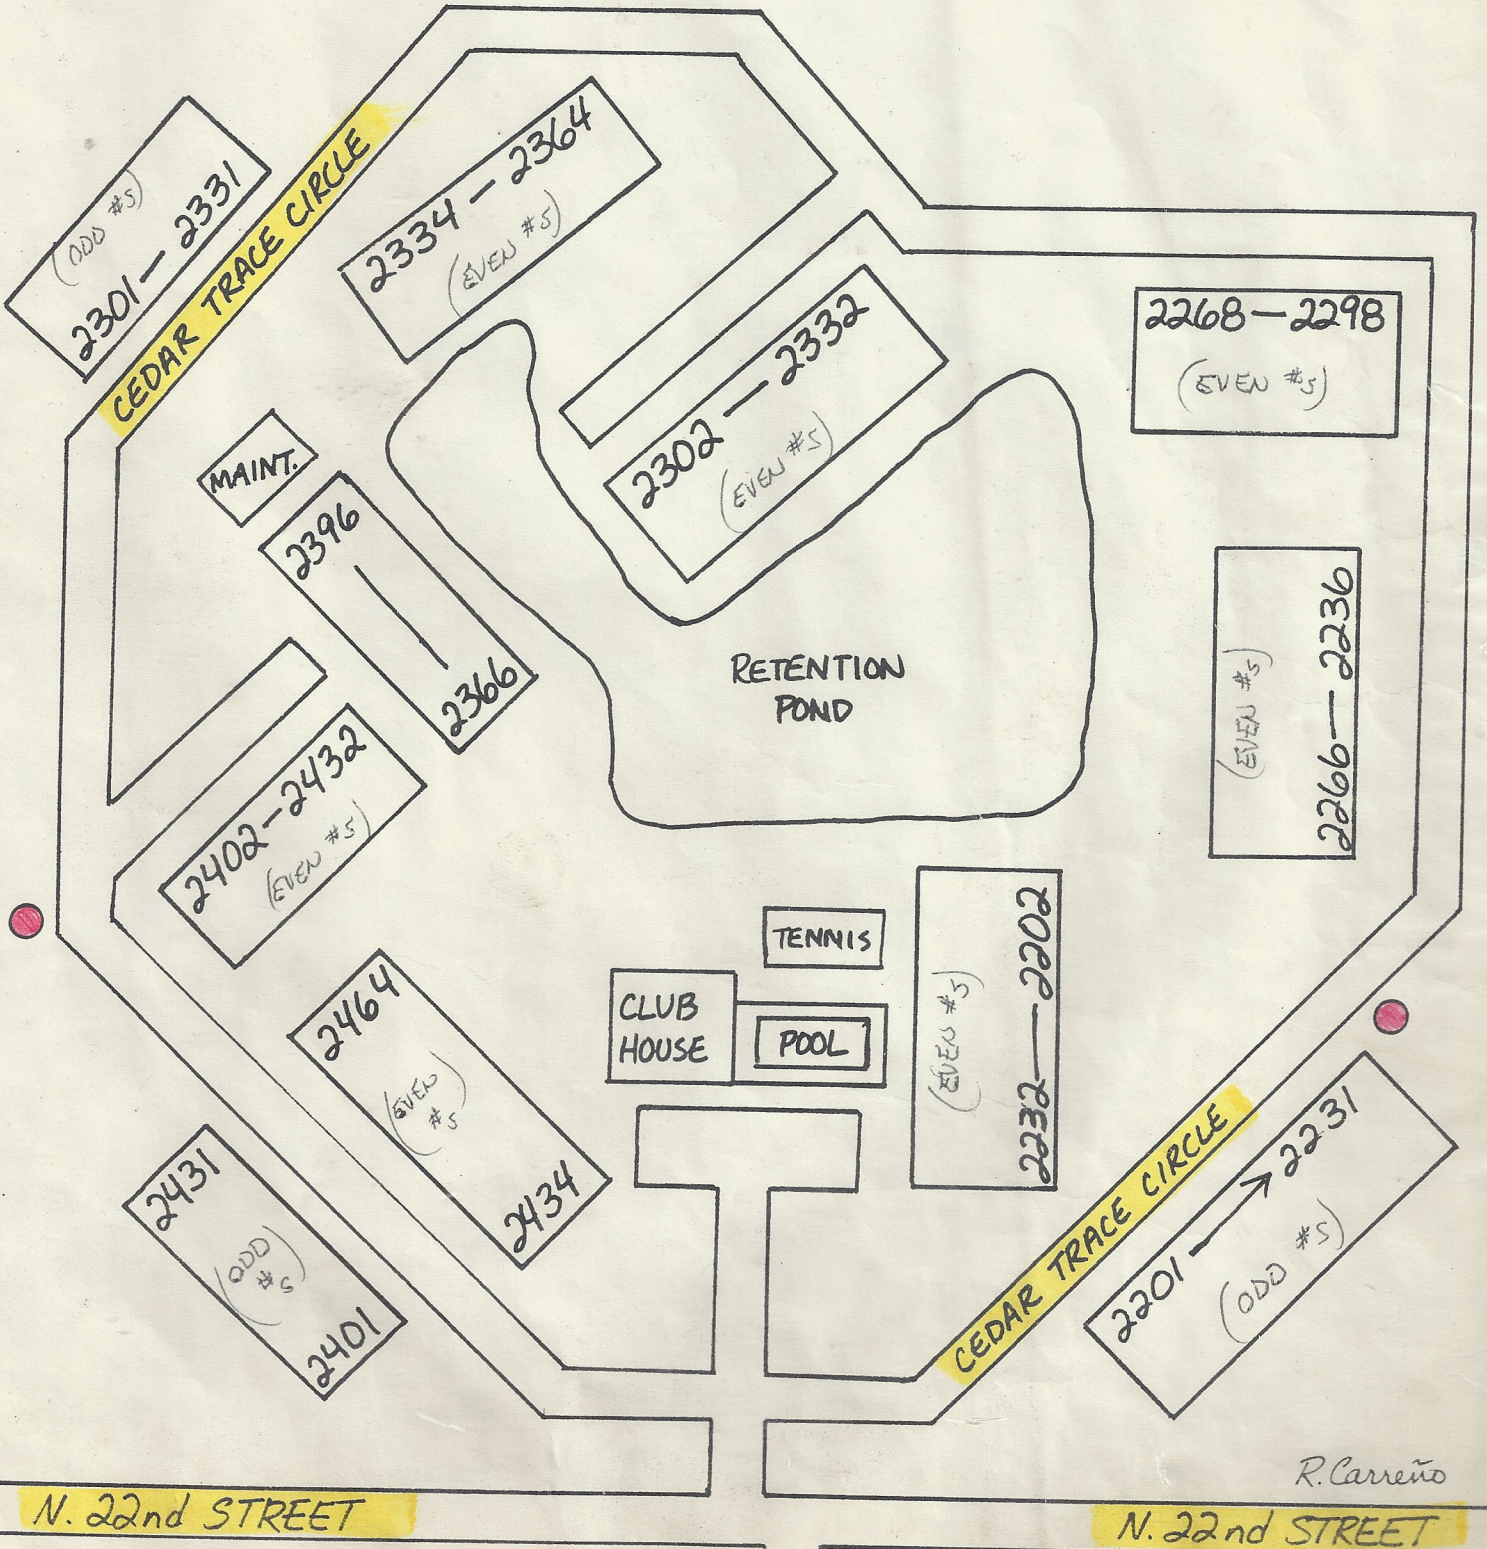 2334 — 2364
(EVEN #s)
(ODD #s)
2301 — 2331
CEDAR TRACE CIRCLE
2268 — 2298
(EVEN #s)
2302 — 2332
(EVEN #s)
MAINT.
2396 — 2366
2266 — 2236
(EVEN #s)
RETENTION
POND
2402 — 2432
(EVEN #s)
TENNIS
2232 — 2202
(EVEN #s)
CLUB
HOUSE
POOL
2464
(EVEN
#s)
2434
2431
(ODD
#s)
2401
CEDAR TRACE CIRCLE
2201 → 2231
(ODD #s)
R. Carreño
N. 22nd STREET
N. 22nd STREET